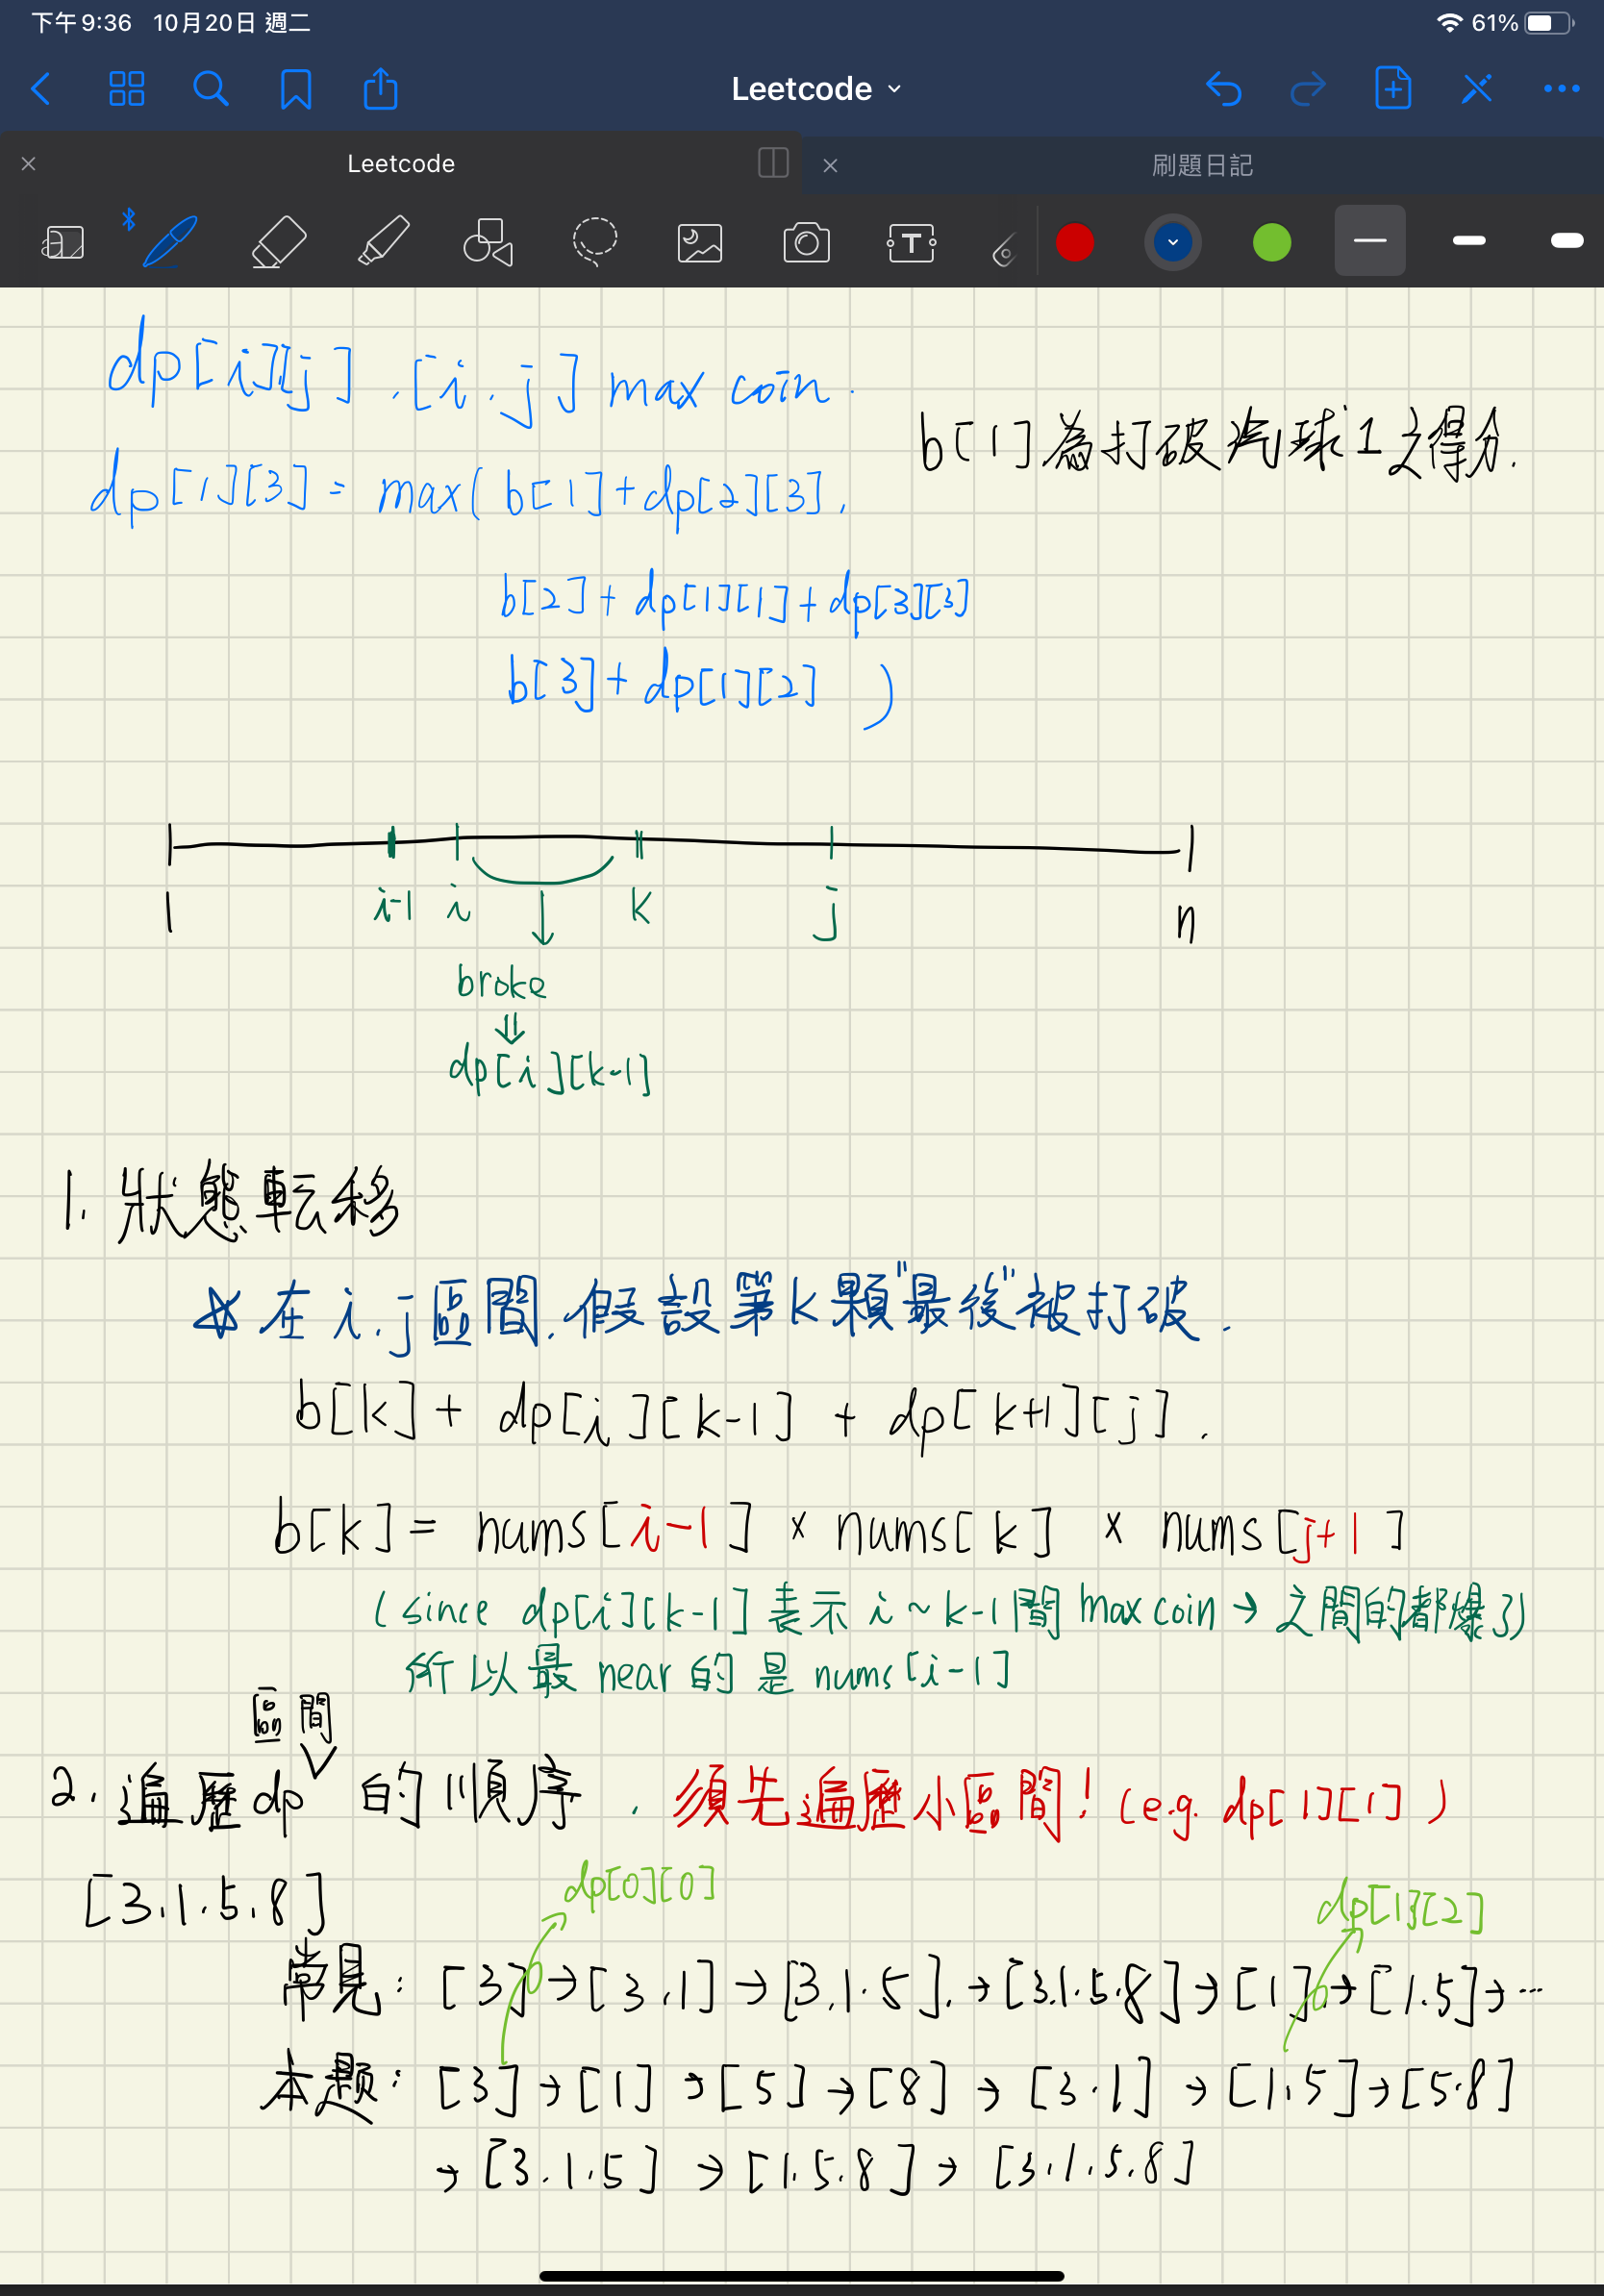 下午9:36 10月20日 週二 61%
Leetcode
Leetcode 刷題日記
dp[i][j] , [i, j] max coin.
b[1]為打破汽球1之得分.
dp[1][3] = max( b[1]+dp[2][3],
b[2]+ dp[1][1]+ dp[3][3]
b[3]+ dp[1][2] )
i-1 i k j
1 n
broke
⇓
dp[i][k-1]
1. 狀態転移
☆ 在 i, j 區間, 假設第k顆"最後"被打破.
b[k] + dp[i][k-1] + dp[k+1][j].
b[k] = nums[i-1] × nums[k] × nums[j+1]
(since dp[i][k-1] 表示 i ~ k-1 間 max coin → 之間的都爆了)
所以最 near 的是 nums[i-1]
區間
2. 遍歷dp 的順序. 須先遍歷小區間! (e.g. dp[1][1])
[3.1.5.8] dp[0][0] dp[1][2]
常見: [3] → [3.1] → [3.1.5]. → [3.1.5.8] → [1] → [1.5] → ...
本題: [3] → [1] → [5] → [8] → [3.1] → [1.5] → [5.8]
→ [3.1.5] → [1.5.8] → [3.1.5.8]